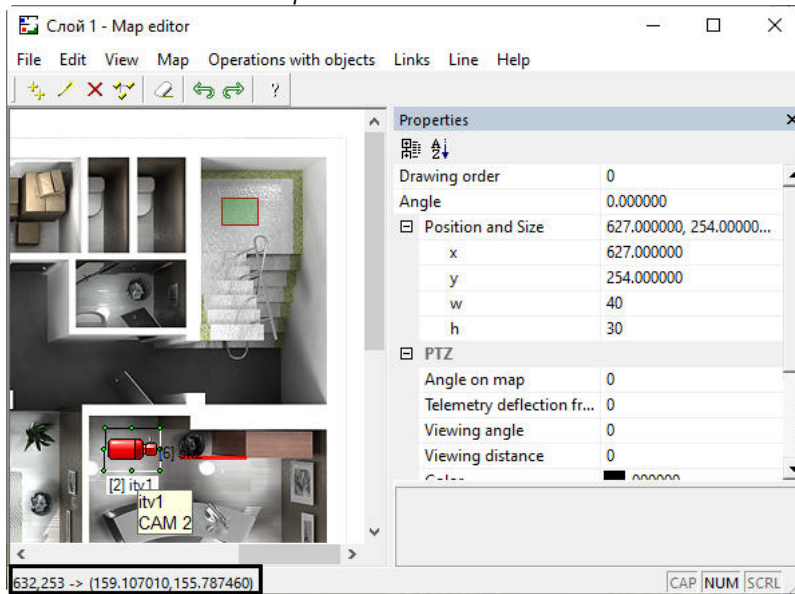 Слой 1 - Map editor
File Edit View Map Operations with objects Links Line Help
?
Properties
Drawing order 0
Angle 0.000000
Position and Size 627.000000, 254.00000...
x 627.000000
y 254.000000
w 40
h 30
PTZ
Angle on map 0
Telemetry deflection fr... 0
Viewing angle 0
Viewing distance 0
[2] itv1
itv1
CAM 2
632,253 -> (159.107010,155.787460)
CAP NUM SCRL